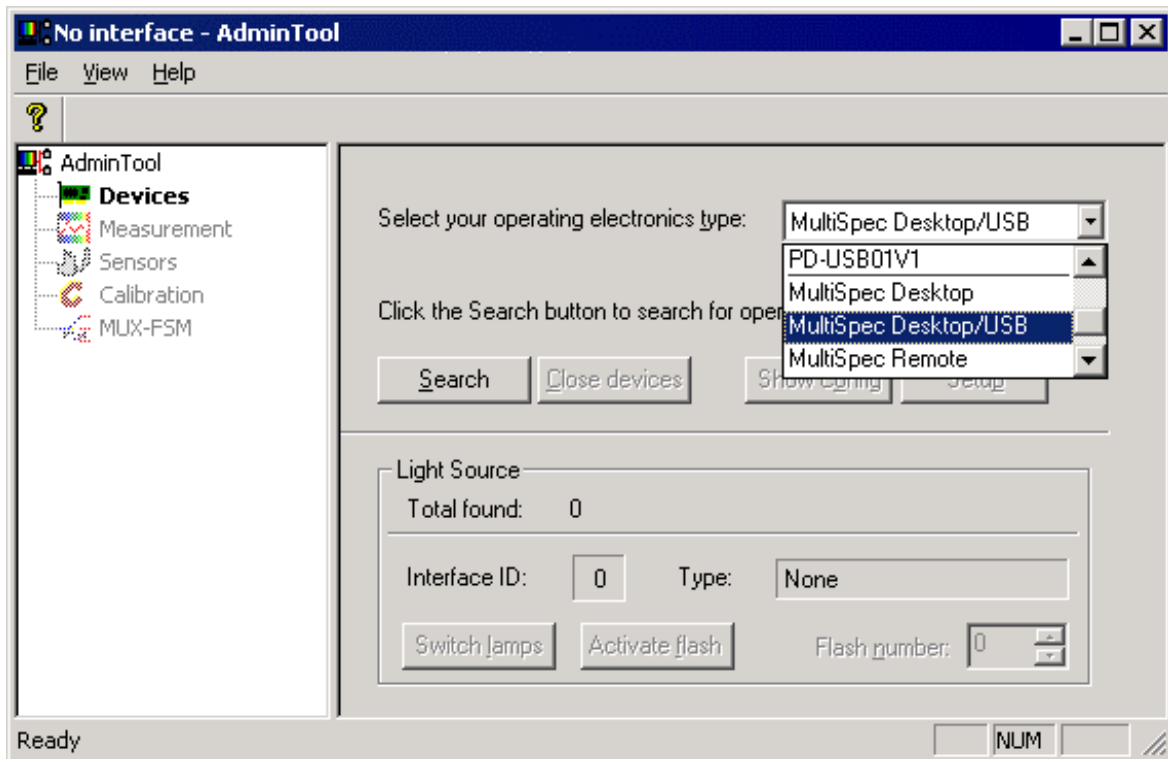 No interface - AdminTool
File View Help
AdminTool
Devices
Measurement
Sensors
Calibration
MUX-FSM
Select your operating electronics type: MultiSpec Desktop/USB
PD-USB01V1
MultiSpec Desktop
MultiSpec Desktop/USB
MultiSpec Remote
Click the Search button to search for oper
Search Close devices Show Config Setup
Light Source
Total found: 0
Interface ID: 0 Type: None
Switch lamps Activate flash Flash number: 0
Ready NUM